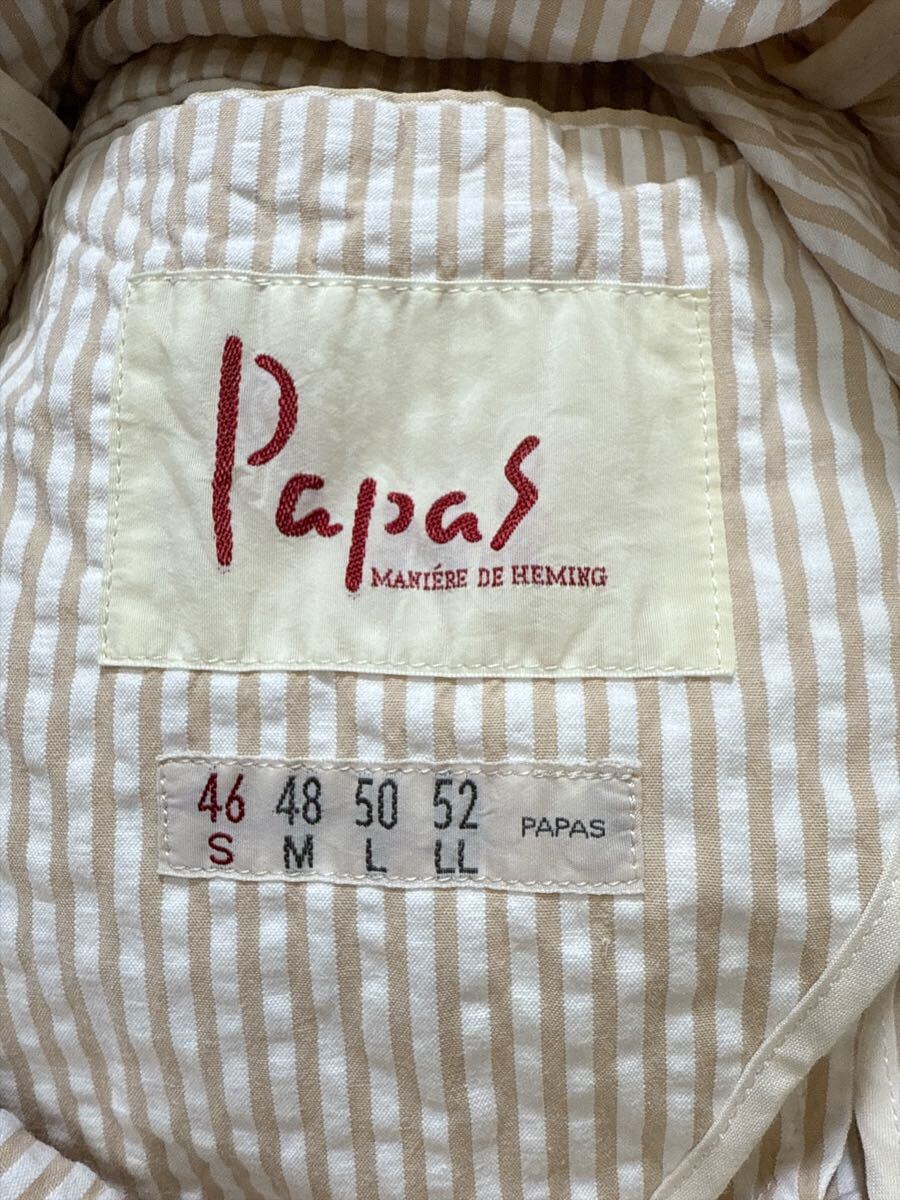 Papas
MANIÉRE DE HEMING
46 48 50 52 PAPAS
S M L LL